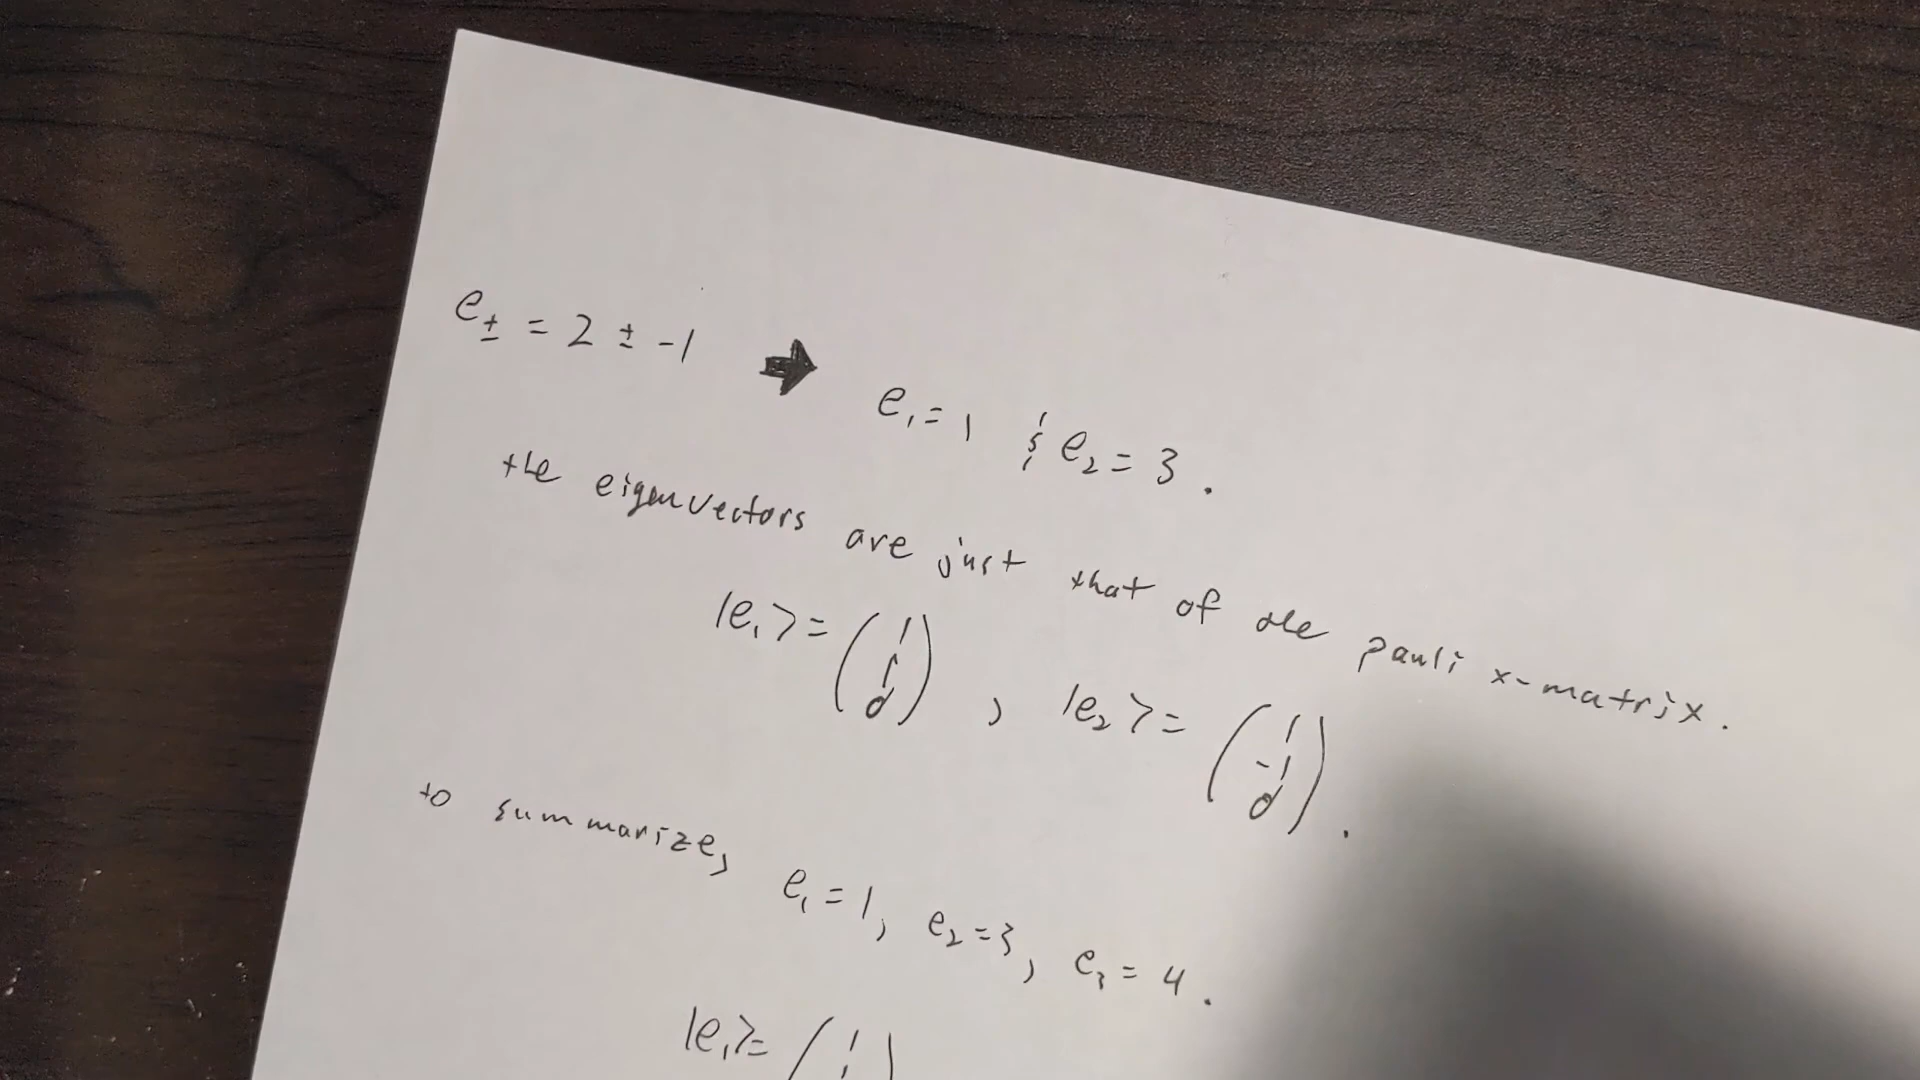 e± = 2 ± -1 ➡ e₁ = 1 & e₂ = 3.
the eigenvectors are just that of the pauli x-matrix.
|e₁> = (1 1 0), |e₂> = (1 -1 0).
to summarize, e₁ = 1, e₂ = 3, e₃ = 4.
|e₁> = (1